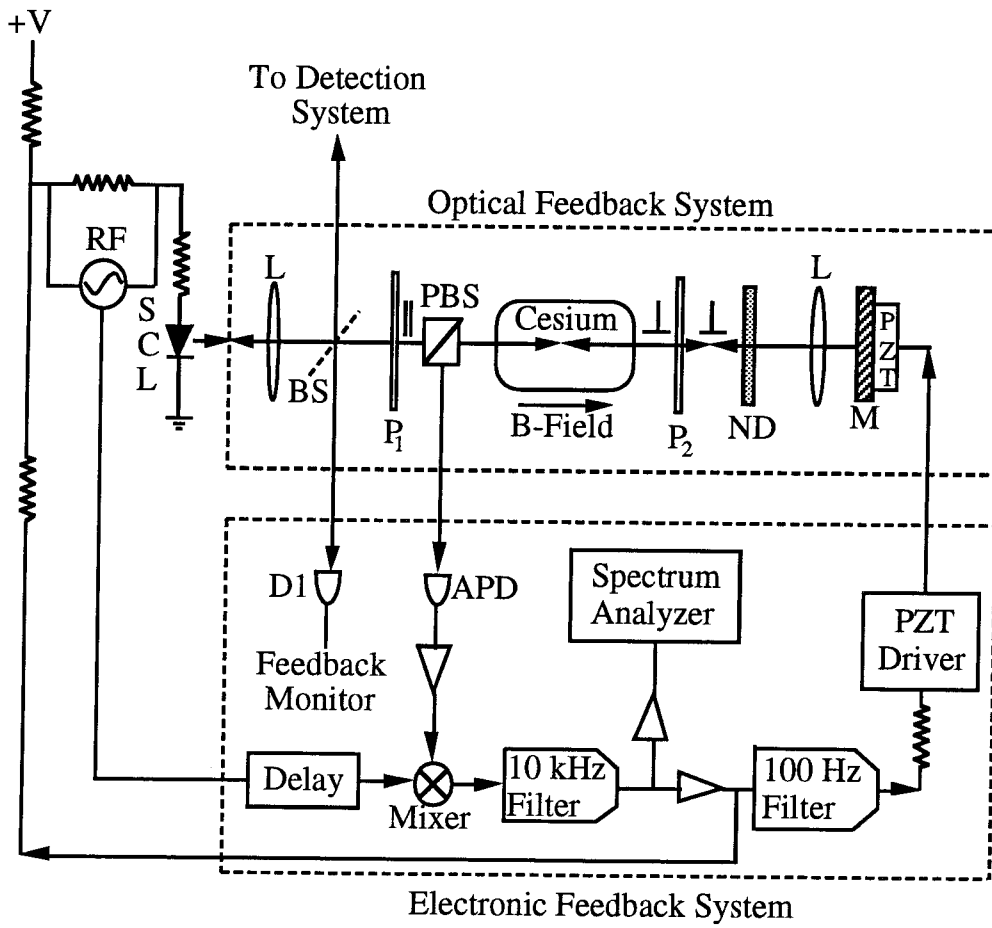 +V
To Detection
System
Optical Feedback System
RF
S
C
L
L
BS
P1
PBS
Cesium
B-Field
P2
ND
L
M
P
Z
T
D1
APD
Feedback
Monitor
Spectrum
Analyzer
PZT
Driver
Delay
Mixer
10 kHz
Filter
100 Hz
Filter
Electronic Feedback System